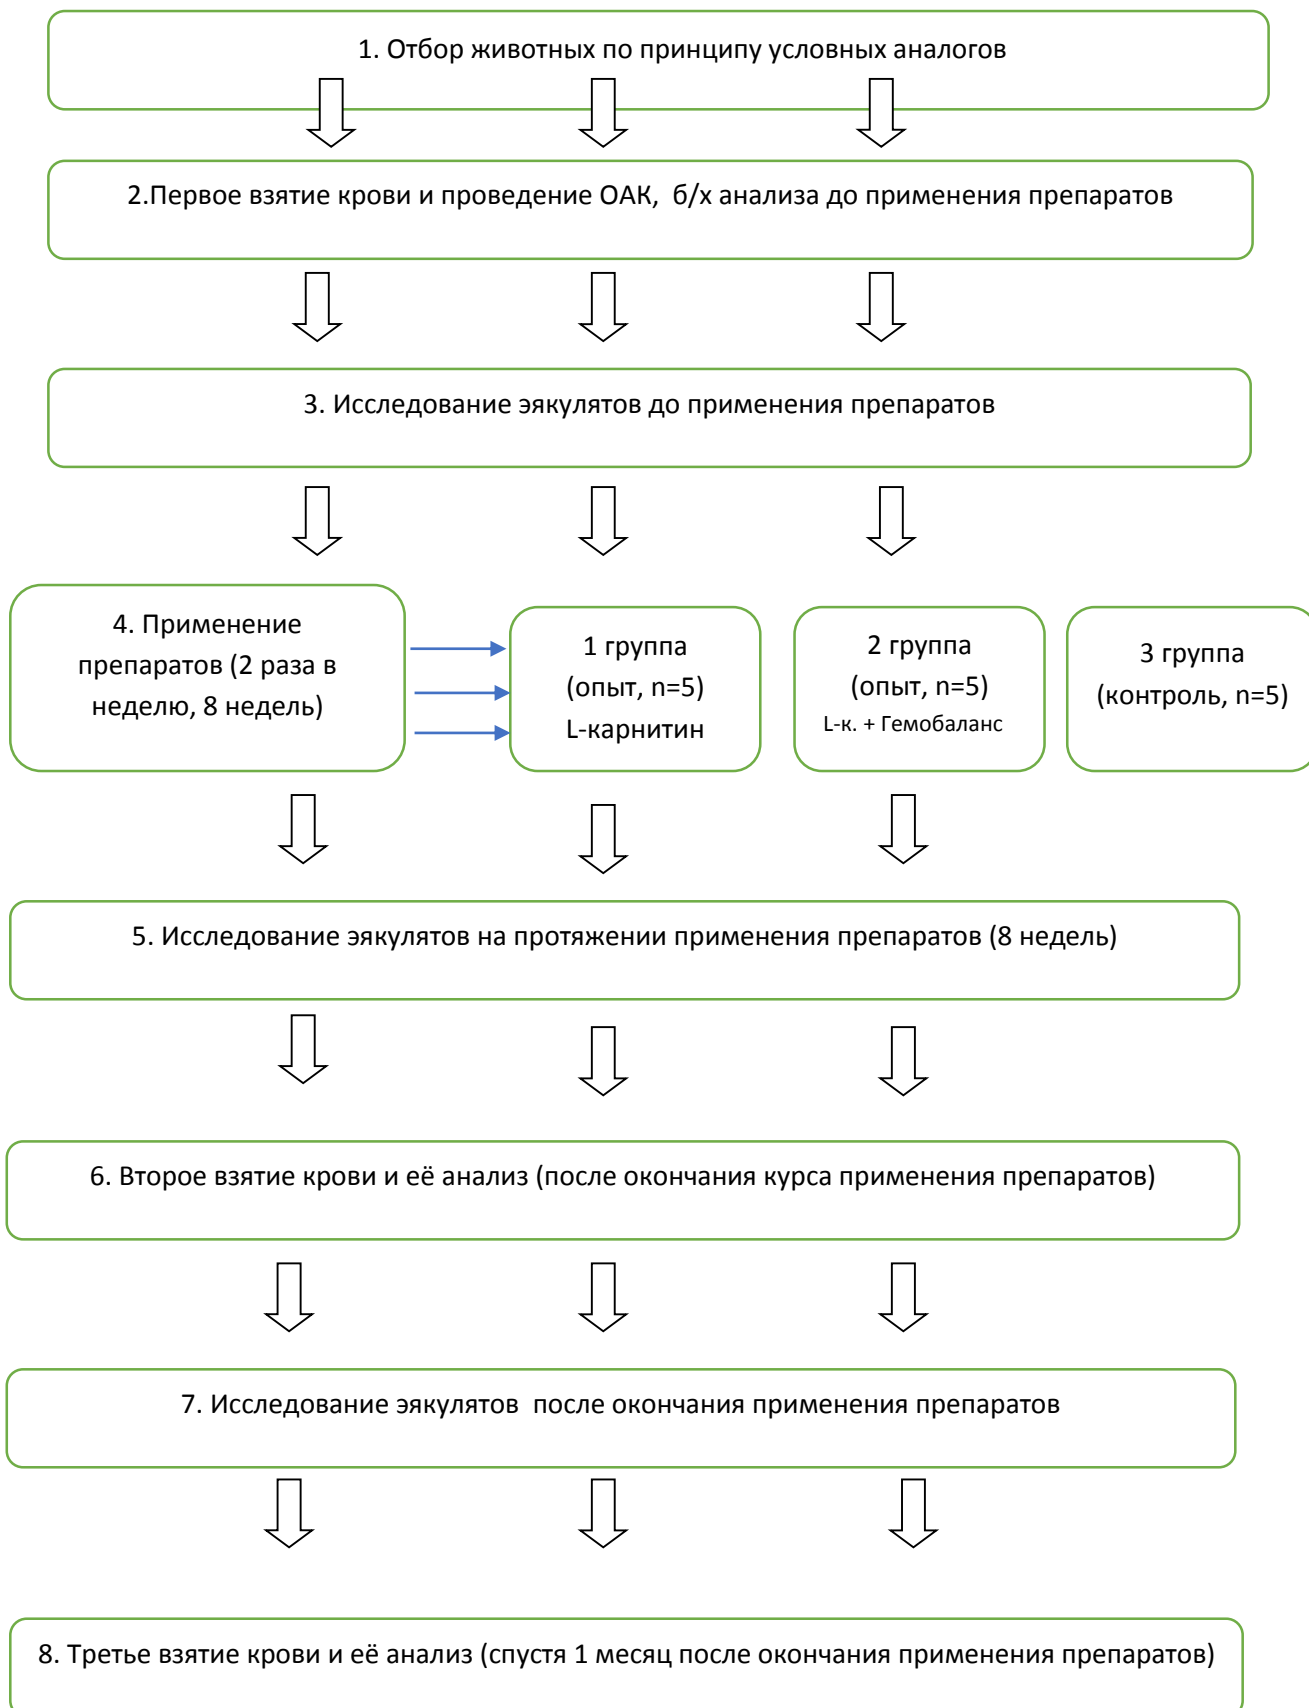 1. Отбор животных по принципу условных аналогов
2.Первое взятие крови и проведение ОАК,  б/х анализа до применения препаратов
3. Исследование эякулятов до применения препаратов
4. Применение
препаратов (2 раза в
неделю, 8 недель)
1 группа
(опыт, n=5)
L-карнитин
2 группа
(опыт, n=5)
L-к. + Гемобаланс
3 группа
(контроль, n=5)
5. Исследование эякулятов на протяжении применения препаратов (8 недель)
6. Второе взятие крови и её анализ (после окончания курса применения препаратов)
7. Исследование эякулятов  после окончания применения препаратов
8. Третье взятие крови и её анализ (спустя 1 месяц после окончания применения препаратов)